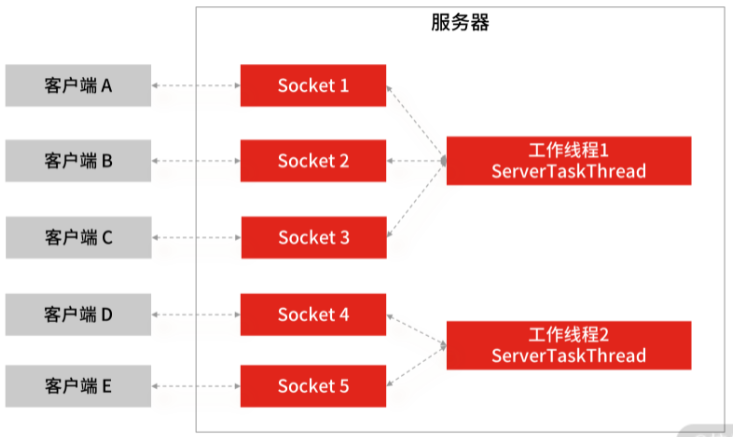 服务器
客户端 A
Socket 1
客户端 B
Socket 2
工作线程1
ServerTaskThread
客户端 C
Socket 3
客户端 D
Socket 4
工作线程2
ServerTaskThread
客户端 E
Socket 5